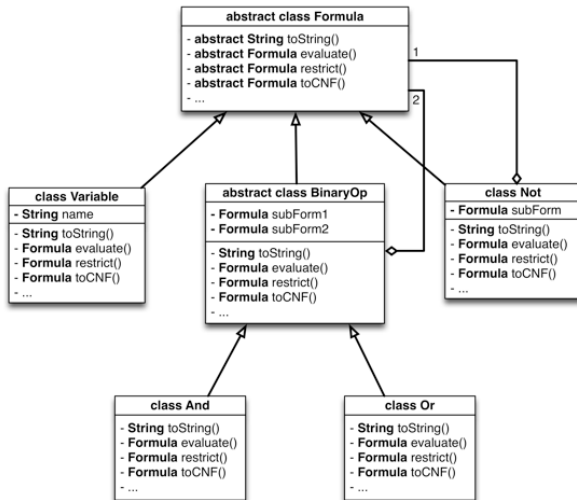 abstract class Formula
- abstract String toString()
- abstract Formula evaluate()
- abstract Formula restrict()
- abstract Formula toCNF()
- ...
1
2
class Variable
- String name
- String toString()
- Formula evaluate()
- Formula restrict()
- Formula toCNF()
- ...
abstract class BinaryOp
- Formula subForm1
- Formula subForm2
- String toString()
- Formula evaluate()
- Formula restrict()
- Formula toCNF()
- ...
class Not
- Formula subForm
- String toString()
- Formula evaluate()
- Formula restrict()
- Formula toCNF()
- ...
class And
- String toString()
- Formula evaluate()
- Formula restrict()
- Formula toCNF()
- ...
class Or
- String toString()
- Formula evaluate()
- Formula restrict()
- Formula toCNF()
- ...